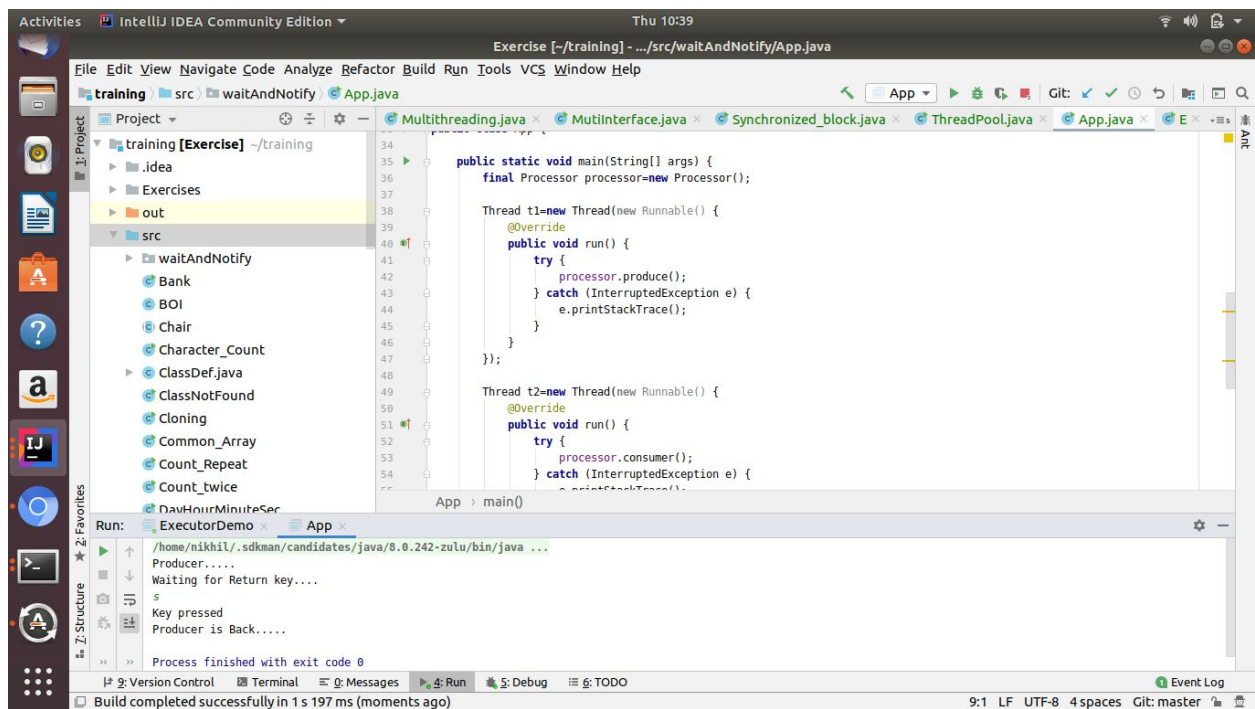 Activities IntelliJ IDEA Community Edition Thu 10:39
Exercise [~/training] - .../src/waitAndNotify/App.java
File Edit View Navigate Code Analyze Refactor Build Run Tools VCS Window Help
training src waitAndNotify App.java App Git:
1: Project
Project
training [Exercise] ~/training
.idea
Exercises
out
src
waitAndNotify
Bank
BOI
Chair
Character_Count
ClassDef.java
ClassNotFound
Cloning
Common_Array
Count_Repeat
Count_twice
DayHourMinuteSec
Multithreading.java MutiInterface.java Synchronized_block.java ThreadPool.java App.java E
Ant
34
35 public static void main(String[] args) {
36 final Processor processor=new Processor();
37
38 Thread t1=new Thread(new Runnable() {
39 @Override
40 public void run() {
41 try {
42 processor.produce();
43 } catch (InterruptedException e) {
44 e.printStackTrace();
45 }
46 }
47 });
48
49 Thread t2=new Thread(new Runnable() {
50 @Override
51 public void run() {
52 try {
53 processor.consumer();
54 } catch (InterruptedException e) {
App › main()
2: Favorites
Z: Structure
Run: ExecutorDemo App
/home/nikhil/.sdkman/candidates/java/8.0.242-zulu/bin/java ...
Producer.....
Waiting for Return key....
s
Key pressed
Producer is Back.....
Process finished with exit code 0
9: Version Control Terminal 0: Messages 4: Run 5: Debug 6: TODO 1 Event Log
Build completed successfully in 1 s 197 ms (moments ago) 9:1 LF UTF-8 4 spaces Git: master